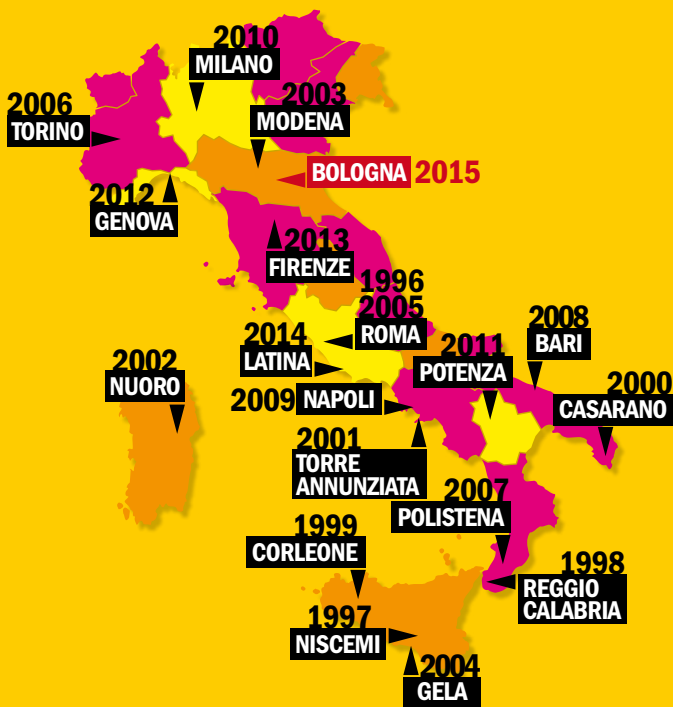 2010
MILANO
2006
TORINO
2003
MODENA
BOLOGNA 2015
2012
GENOVA
2013
FIRENZE
1996
2005
ROMA
2014
LATINA
2011
POTENZA
2008
BARI
2002
NUORO
2009 NAPOLI
2000
CASARANO
2001
TORRE
ANNUNZIATA
2007
POLISTENA
1999
CORLEONE
1998
REGGIO
CALABRIA
1997
NISCEMI
2004
GELA